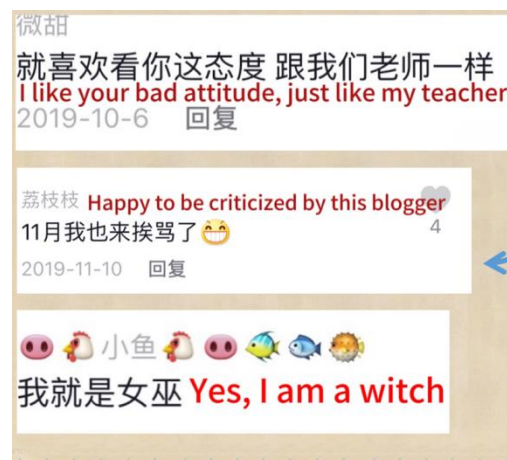 微甜
就喜欢看你这态度 跟我们老师一样
I like your bad attitude, just like my teacher
2019-10-6 回复
荔枝枝 Happy to be criticized by this blogger
11月我也来挨骂了😁
4
2019-11-10 回复
🐽🐔小鱼🐔🐽🐠🐟🐡
我就是女巫 Yes, I am a witch